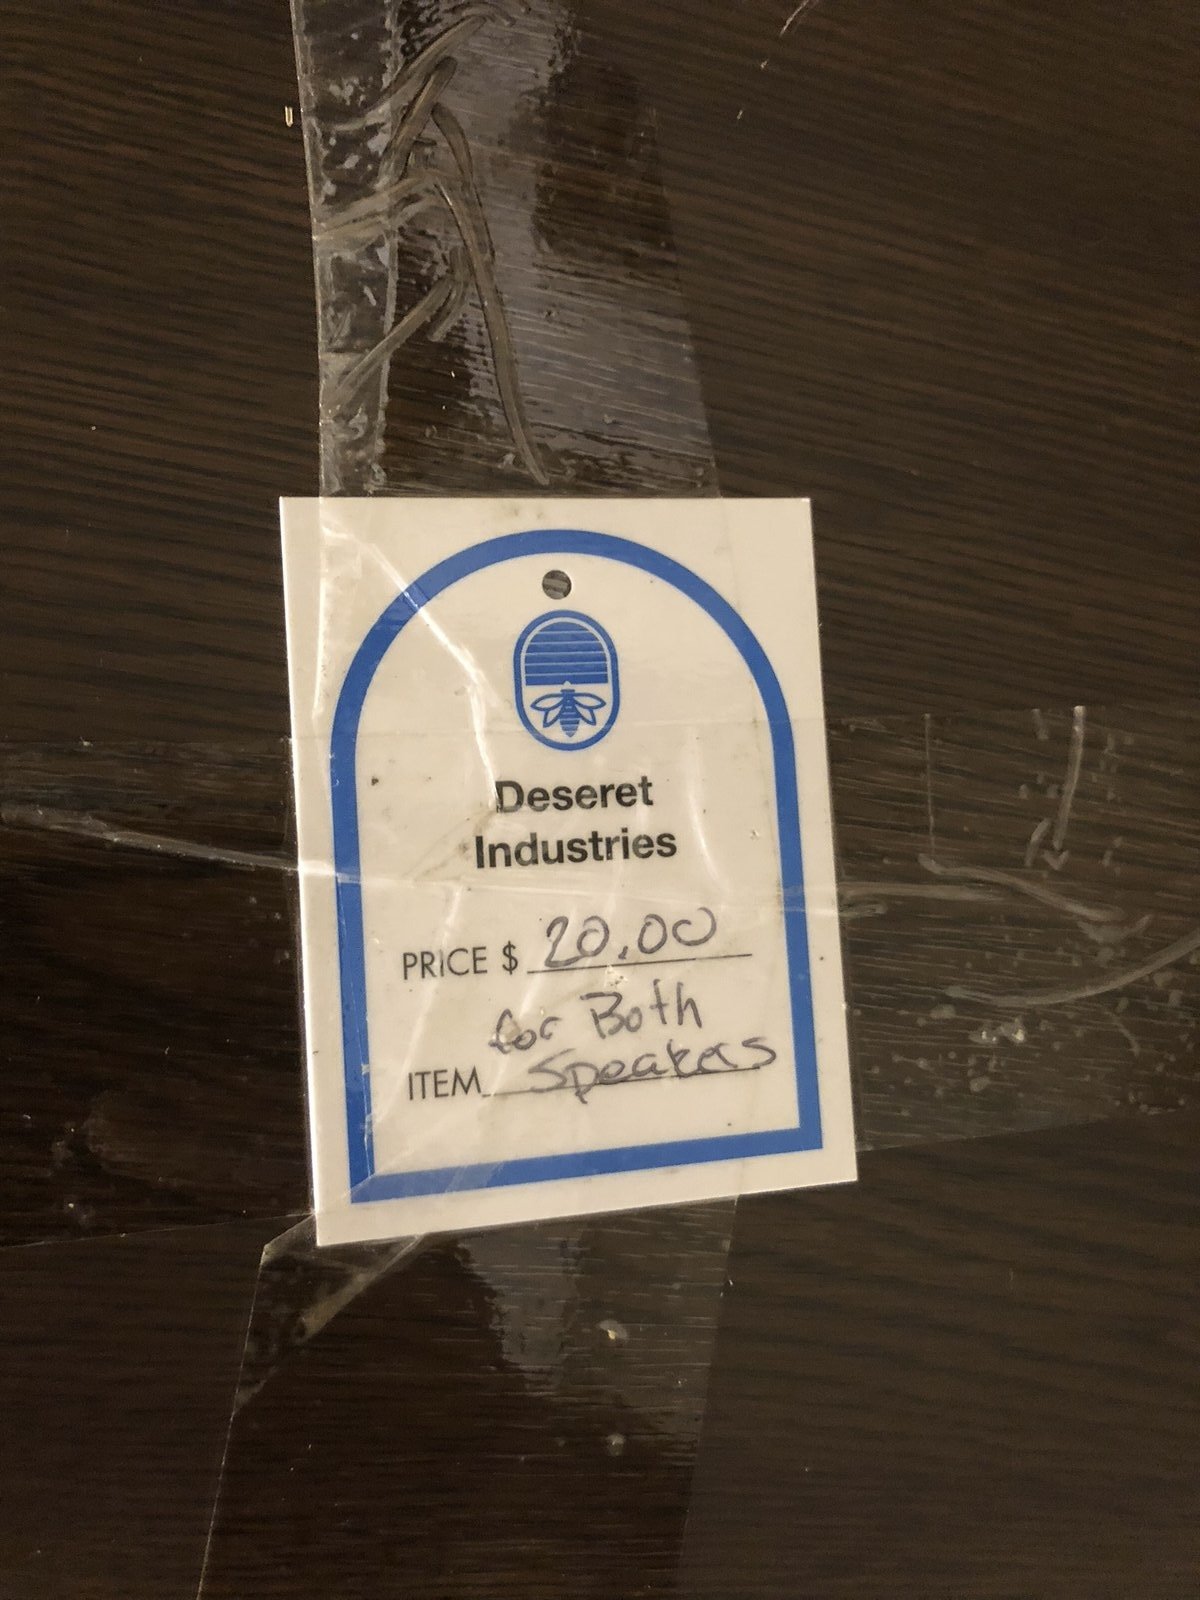 Deseret
Industries
PRICE $ 20.00
for Both
ITEM Speakers